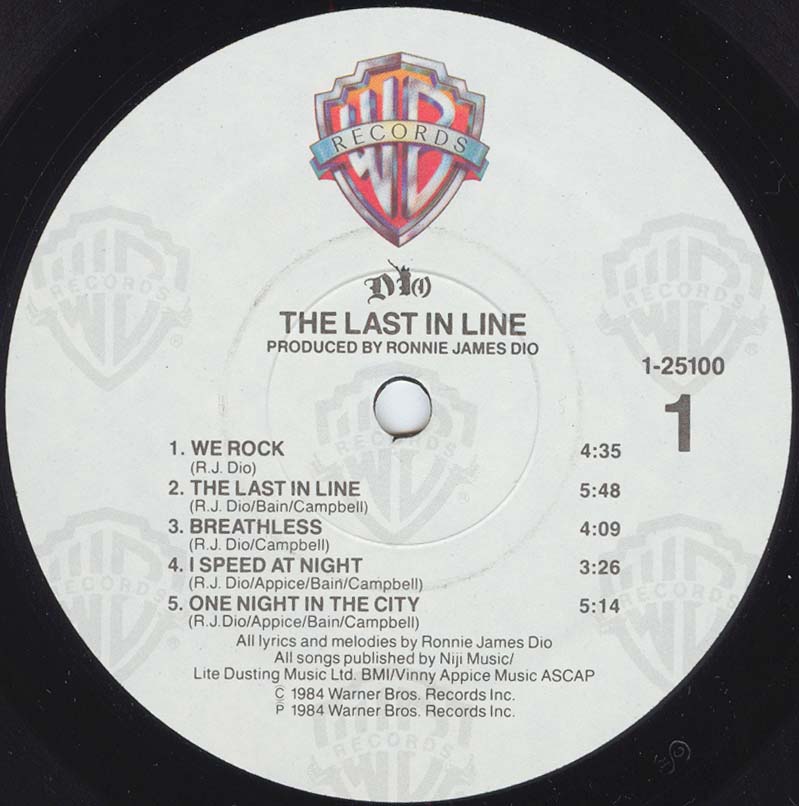 WB
RECORDS
DIO
THE LAST IN LINE
PRODUCED BY RONNIE JAMES DIO
1-25100
1
1. WE ROCK 4:35
(R.J. Dio)
2. THE LAST IN LINE 5:48
(R.J. Dio/Bain/Campbell)
3. BREATHLESS 4:09
(R.J. Dio/Campbell)
4. I SPEED AT NIGHT 3:26
(R.J. Dio/Appice/Bain/Campbell)
5. ONE NIGHT IN THE CITY 5:14
(R.J.Dio/Appice/Bain/Campbell)
All lyrics and melodies by Ronnie James Dio
All songs published by Niji Music/
Lite Dusting Music Ltd. BMI/Vinny Appice Music ASCAP
© 1984 Warner Bros. Records Inc.
℗ 1984 Warner Bros. Records Inc.